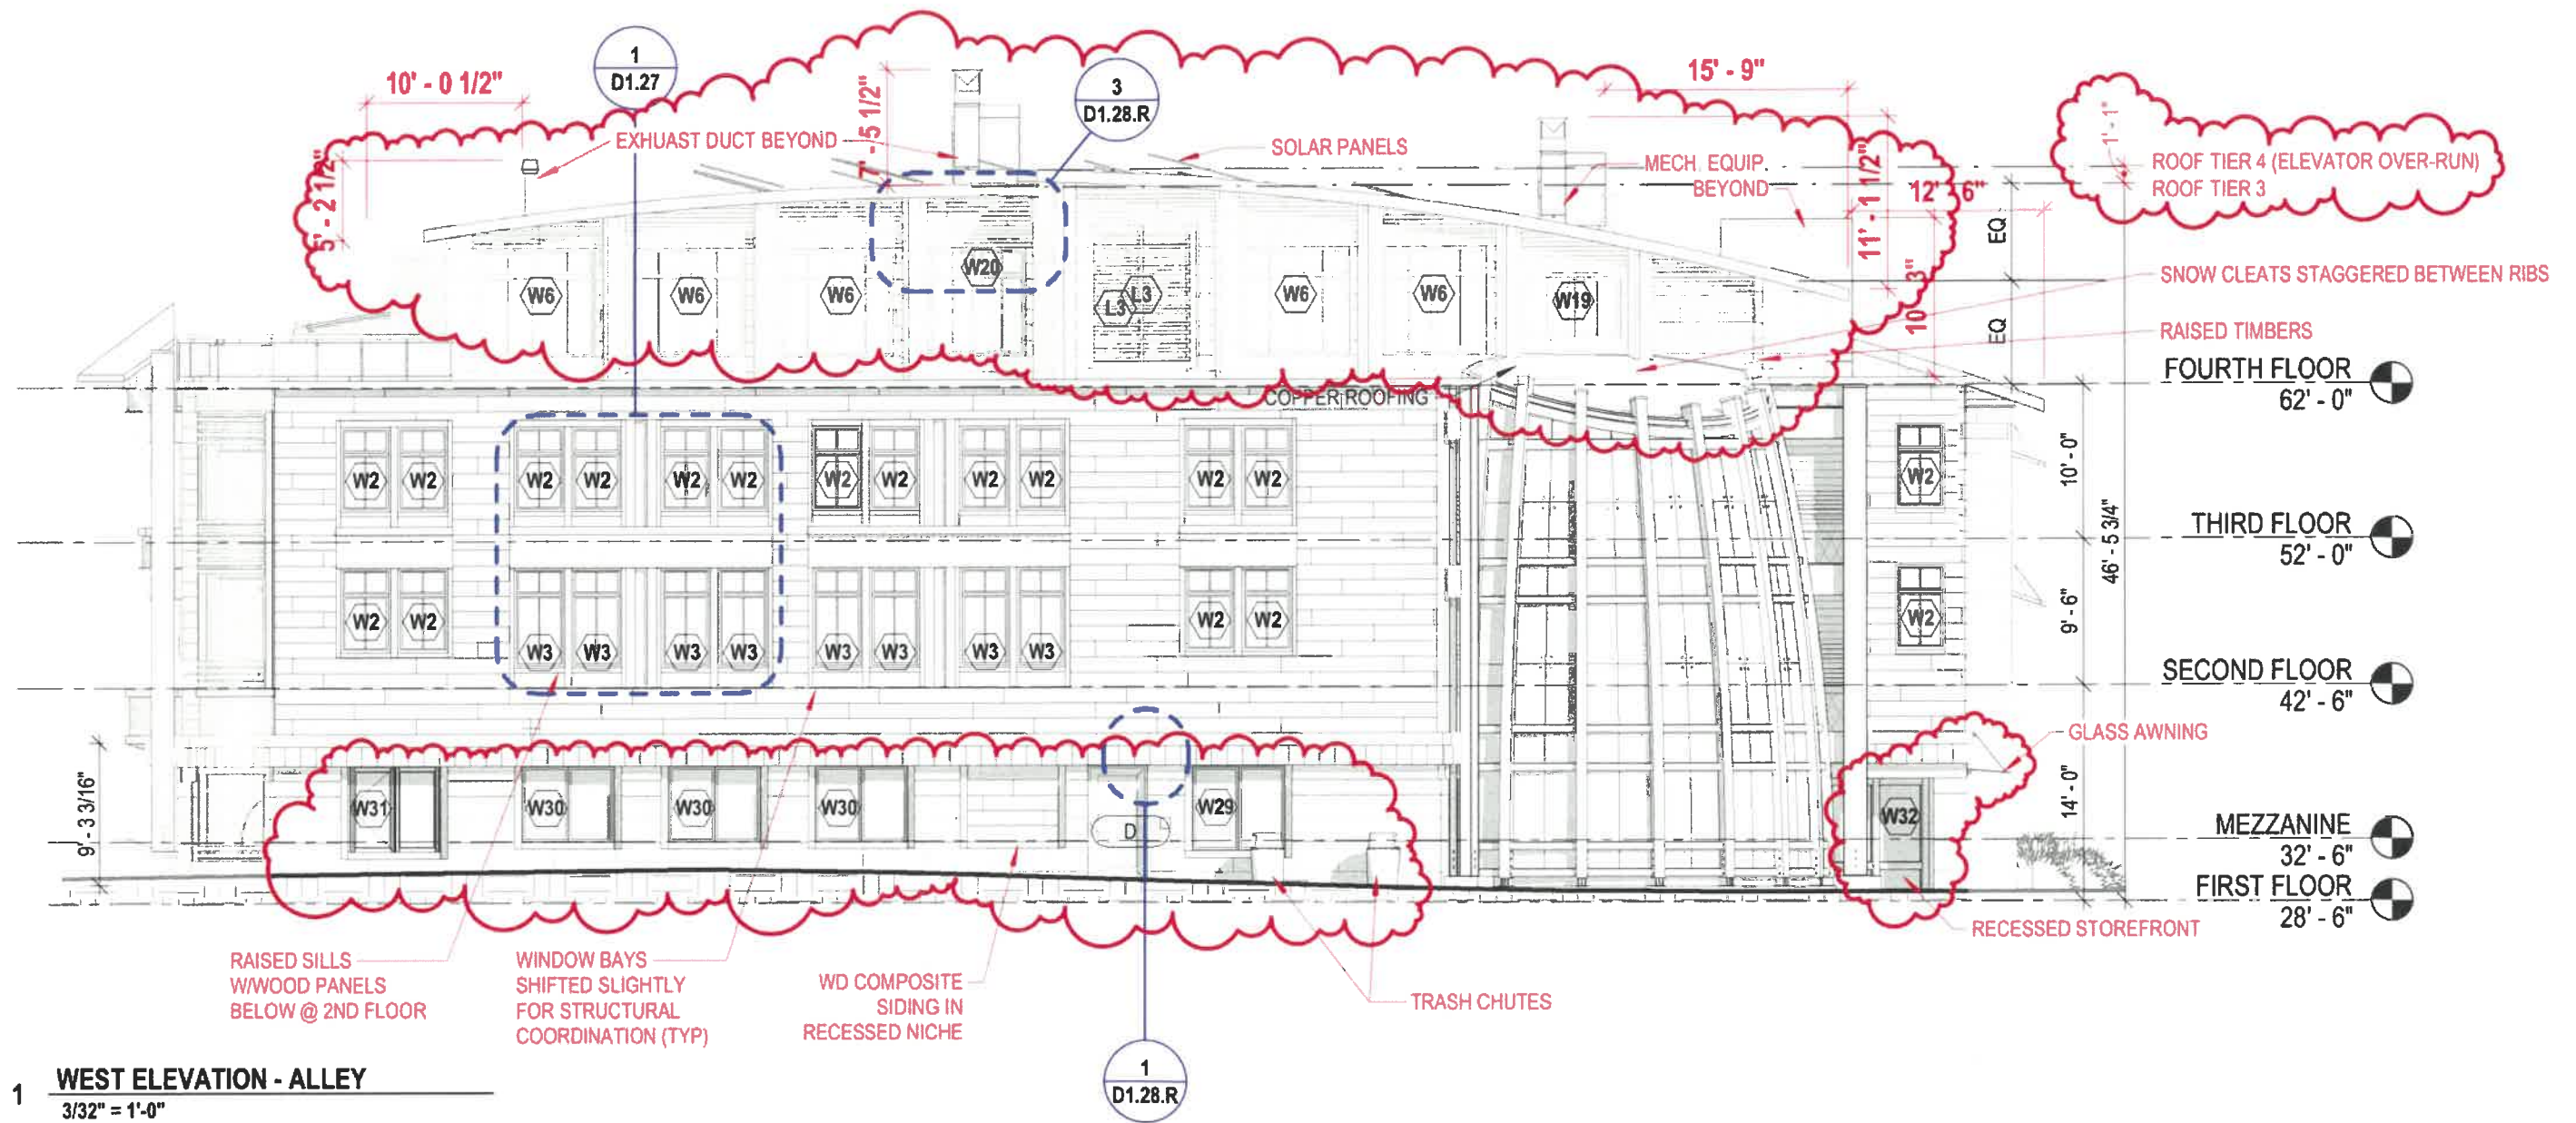 1
D1.27
3
D1.28.R
10' - 0 1/2"
15' - 9"
7' - 5 1/2"
EXHUAST DUCT BEYOND
SOLAR PANELS
MECH. EQUIP.
BEYOND
1' - 1"
ROOF TIER 4 (ELEVATOR OVER-RUN)
ROOF TIER 3
5' - 2 1/2"
11' - 1 1/2"
12' - 6"
EQ
10' - 3"
EQ
SNOW CLEATS STAGGERED BETWEEN RIBS
RAISED TIMBERS
W6
W6
W6
W20
L3
L3
W6
W6
W19
COPPER ROOFING
FOURTH FLOOR
62' - 0"
W2
W2
W2
W2
W2
W2
W2
W2
W2
W2
W2
W2
W2
10' - 0"
THIRD FLOOR
52' - 0"
46' - 5 3/4"
W2
W2
W3
W3
W3
W3
W3
W3
W3
W3
W2
W2
W2
9' - 6"
SECOND FLOOR
42' - 6"
GLASS AWNING
9' - 3 3/16"
W31
W30
W30
W30
D
W29
W32
14' - 0"
MEZZANINE
32' - 6"
FIRST FLOOR
28' - 6"
RECESSED STOREFRONT
RAISED SILLS
W/WOOD PANELS
BELOW @ 2ND FLOOR
WINDOW BAYS
SHIFTED SLIGHTLY
FOR STRUCTURAL
COORDINATION (TYP)
WD COMPOSITE
SIDING IN
RECESSED NICHE
TRASH CHUTES
1
D1.28.R
1
WEST ELEVATION - ALLEY
3/32" = 1'-0"